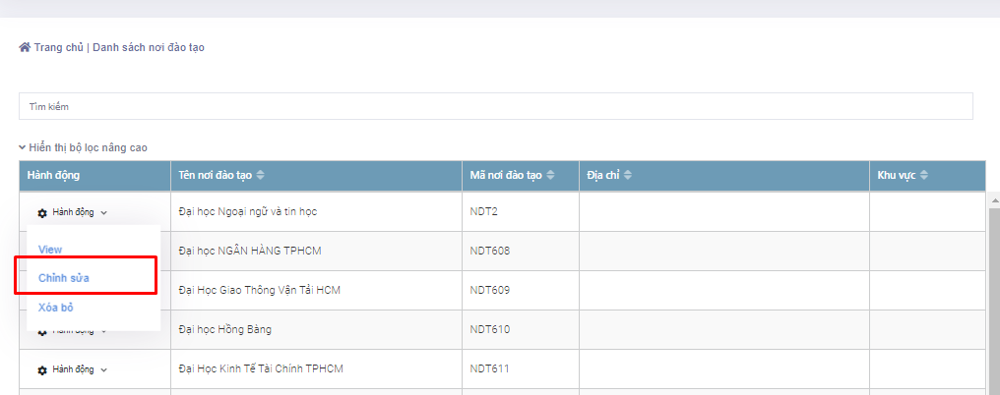 Trang chủ | Danh sách nơi đào tạo
Tìm kiếm
Hiển thị bộ lọc nâng cao
Hành động Tên nơi đào tạo Mã nơi đào tạo Địa chỉ Khu vực
Hành động Đại học Ngoại ngữ và tin học NDT2
View Đại học NGÂN HÀNG TPHCM NDT608
Chỉnh sửa Đại Học Giao Thông Vận Tải HCM NDT609
Xóa bỏ
Hành động Đại học Hồng Bàng NDT610
Hành động Đại Học Kinh Tế Tài Chính TPHCM NDT611